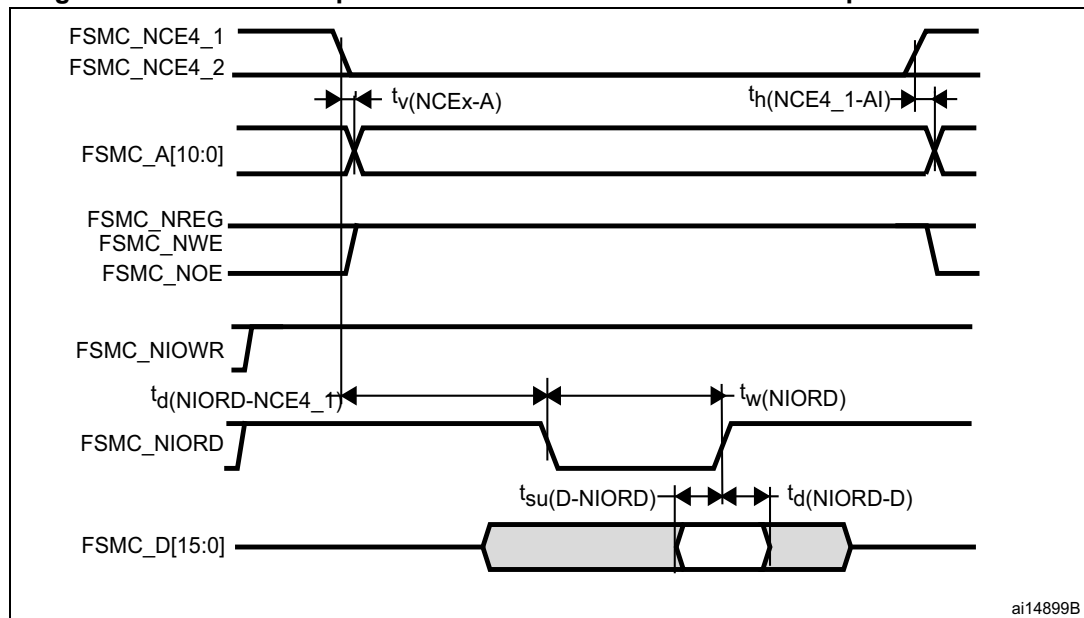 FSMC_NCE4_1
FSMC_NCE4_2
tv(NCEx-A)
th(NCE4_1-AI)
FSMC_A[10:0]
FSMC_NREG
FSMC_NWE
FSMC_NOE
FSMC_NIOWR
td(NIORD-NCE4_1)
tw(NIORD)
FSMC_NIORD
tsu(D-NIORD)
td(NIORD-D)
FSMC_D[15:0]
ai14899B